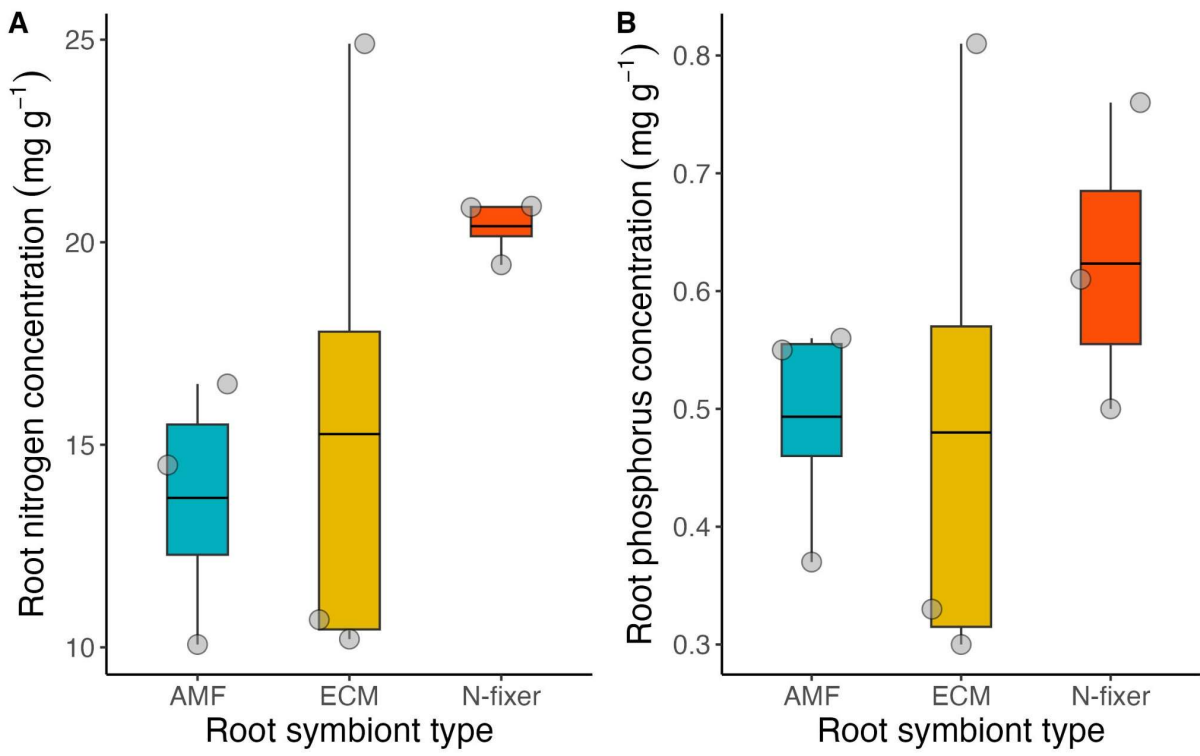 A
Root nitrogen concentration (mg g⁻¹)
25
20
15
10
AMF
ECM
N-fixer
Root symbiont type
B
Root phosphorus concentration (mg g⁻¹)
0.8
0.7
0.6
0.5
0.4
0.3
AMF
ECM
N-fixer
Root symbiont type